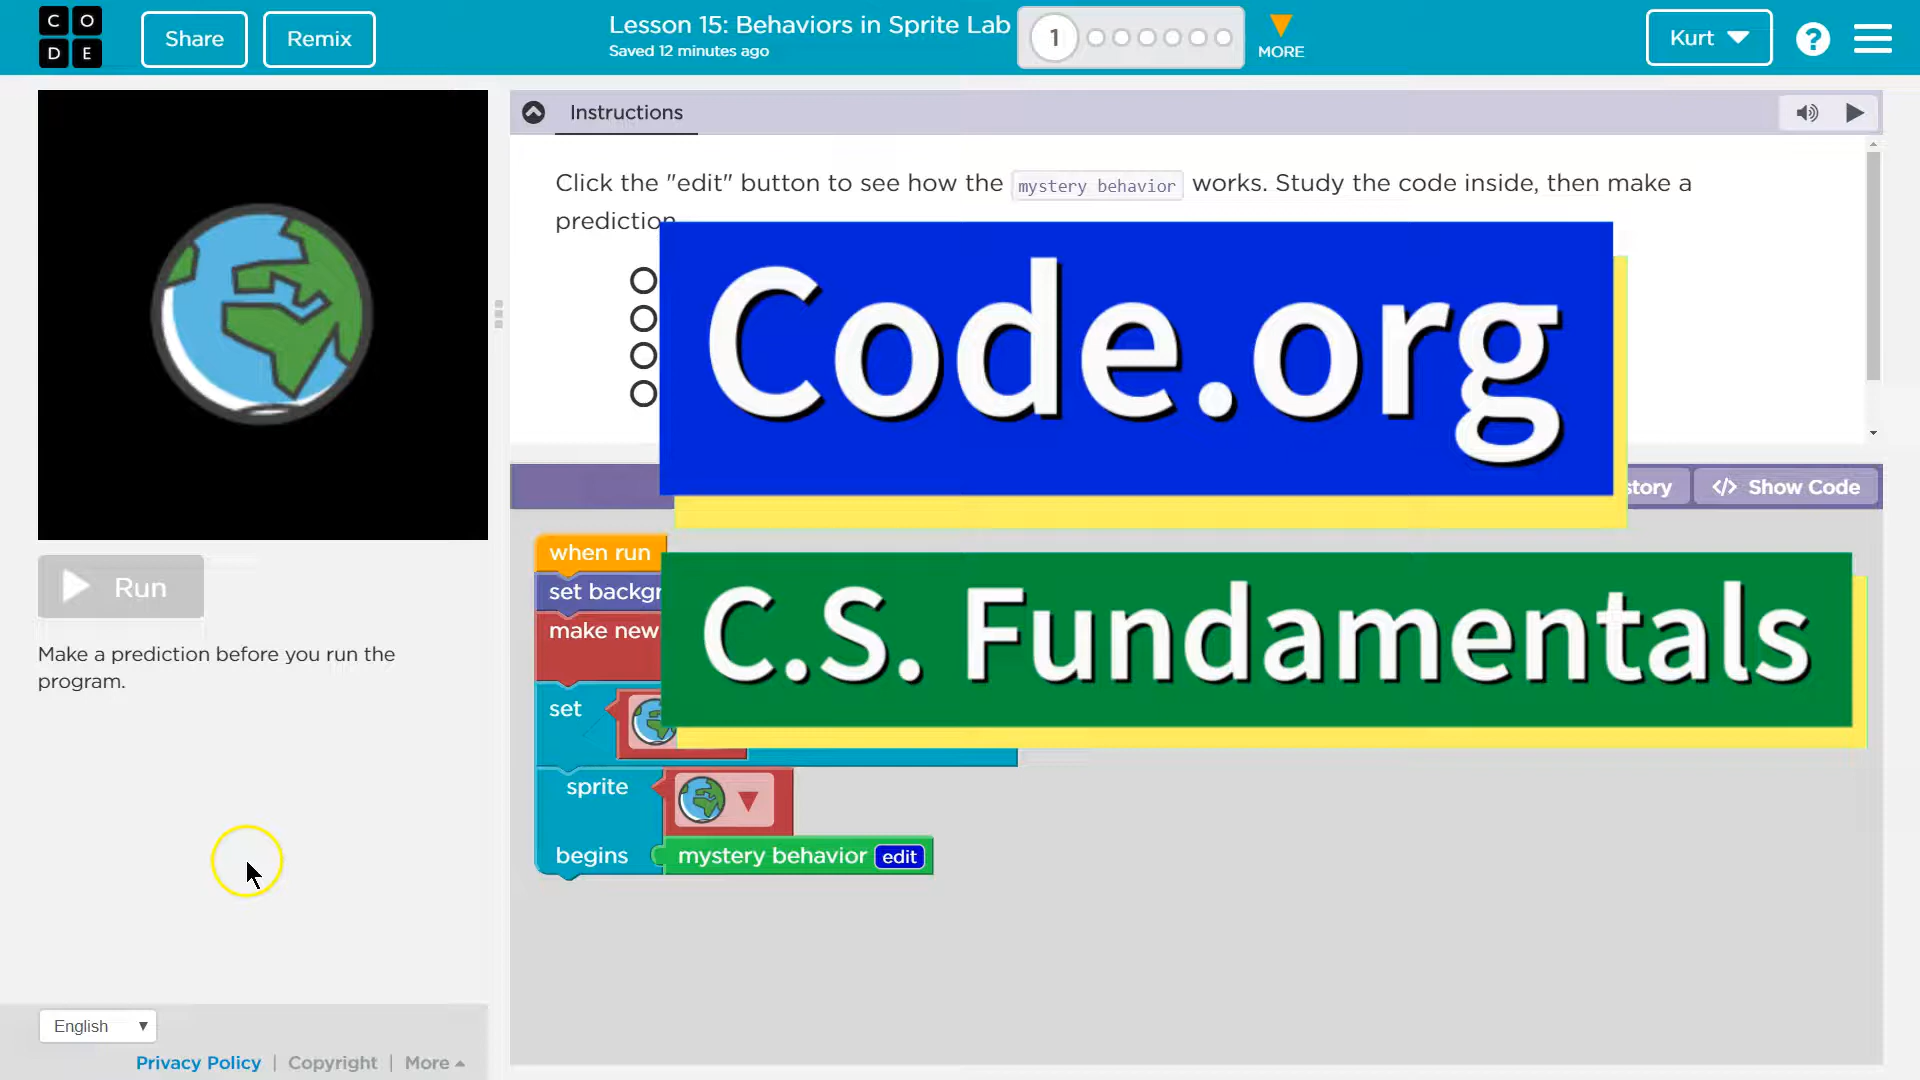 CODE
Share
Remix
Lesson 15: Behaviors in Sprite Lab
Saved 12 minutes ago
1
MORE
Kurt
?
Instructions
Click the "edit" button to see how the mystery behavior works. Study the code inside, then make a
prediction
Code.org
story
Show Code
when run
set backgr
make new
C.S. Fundamentals
set
sprite
begins
mystery behavior edit
Run
Make a prediction before you run the
program.
English
Privacy Policy | Copyright | More